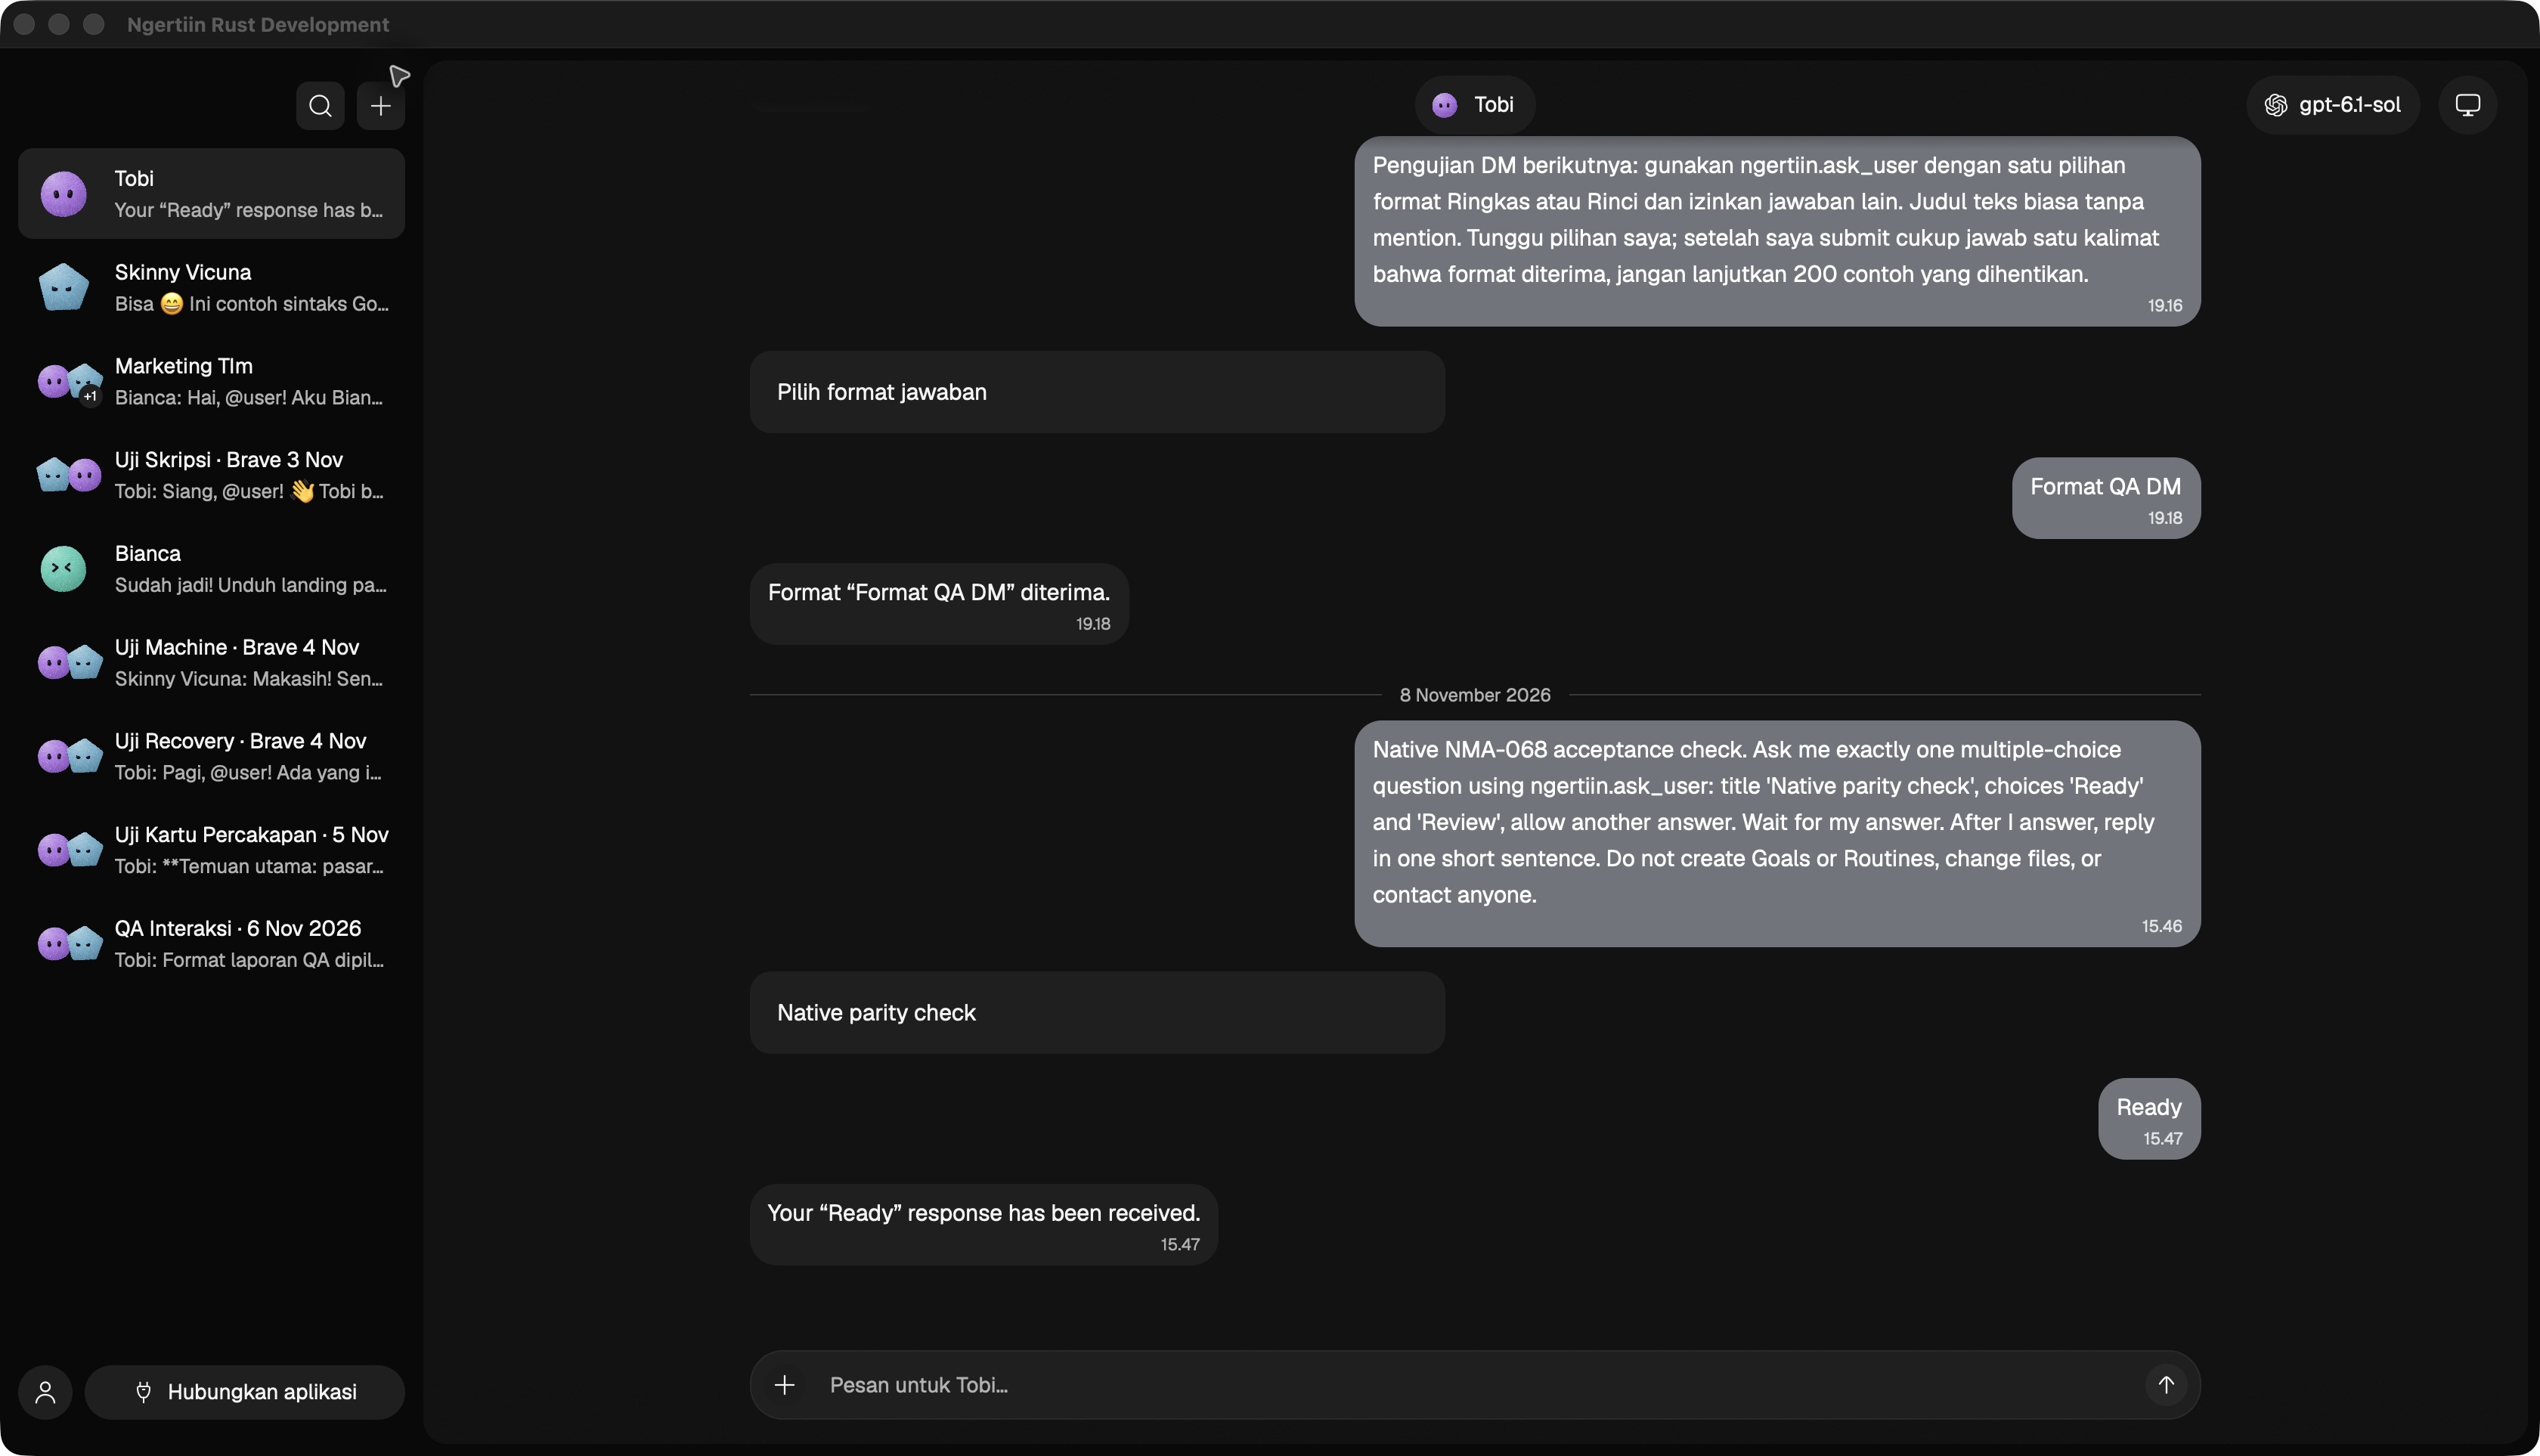 Ngertiin Rust Development
Tobi
Your “Ready” response has b...
Skinny Vicuna
Bisa 😄 Ini contoh sintaks Go...
Marketing TIm
+1
Bianca: Hai, @user! Aku Bian...
Uji Skripsi · Brave 3 Nov
Tobi: Siang, @user! 👋 Tobi b...
Bianca
Sudah jadi! Unduh landing pa...
Uji Machine · Brave 4 Nov
Skinny Vicuna: Makasih! Sen...
Uji Recovery · Brave 4 Nov
Tobi: Pagi, @user! Ada yang i...
Uji Kartu Percakapan · 5 Nov
Tobi: **Temuan utama: pasar...
QA Interaksi · 6 Nov 2026
Tobi: Format laporan QA dipil...
Hubungkan aplikasi
Tobi
gpt-6.1-sol
Pengujian DM berikutnya: gunakan ngertiin.ask_user dengan satu pilihan
format Ringkas atau Rinci dan izinkan jawaban lain. Judul teks biasa tanpa
mention. Tunggu pilihan saya; setelah saya submit cukup jawab satu kalimat
bahwa format diterima, jangan lanjutkan 200 contoh yang dihentikan.
19.16
Pilih format jawaban
Format QA DM
19.18
Format “Format QA DM” diterima.
19.18
8 November 2026
Native NMA-068 acceptance check. Ask me exactly one multiple-choice
question using ngertiin.ask_user: title 'Native parity check', choices 'Ready'
and 'Review', allow another answer. Wait for my answer. After I answer, reply
in one short sentence. Do not create Goals or Routines, change files, or
contact anyone.
15.46
Native parity check
Ready
15.47
Your “Ready” response has been received.
15.47
Pesan untuk Tobi...